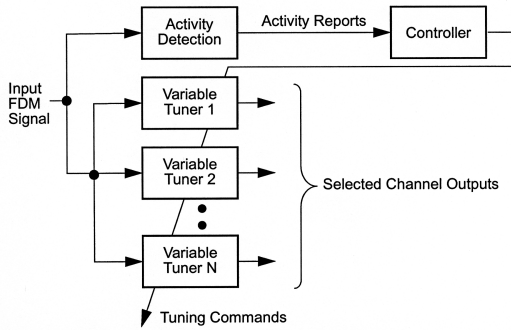 Activity
Detection
Activity Reports
Controller
Input
FDM
Signal
Variable
Tuner 1
Variable
Tuner 2
Selected Channel Outputs
Variable
Tuner N
Tuning Commands